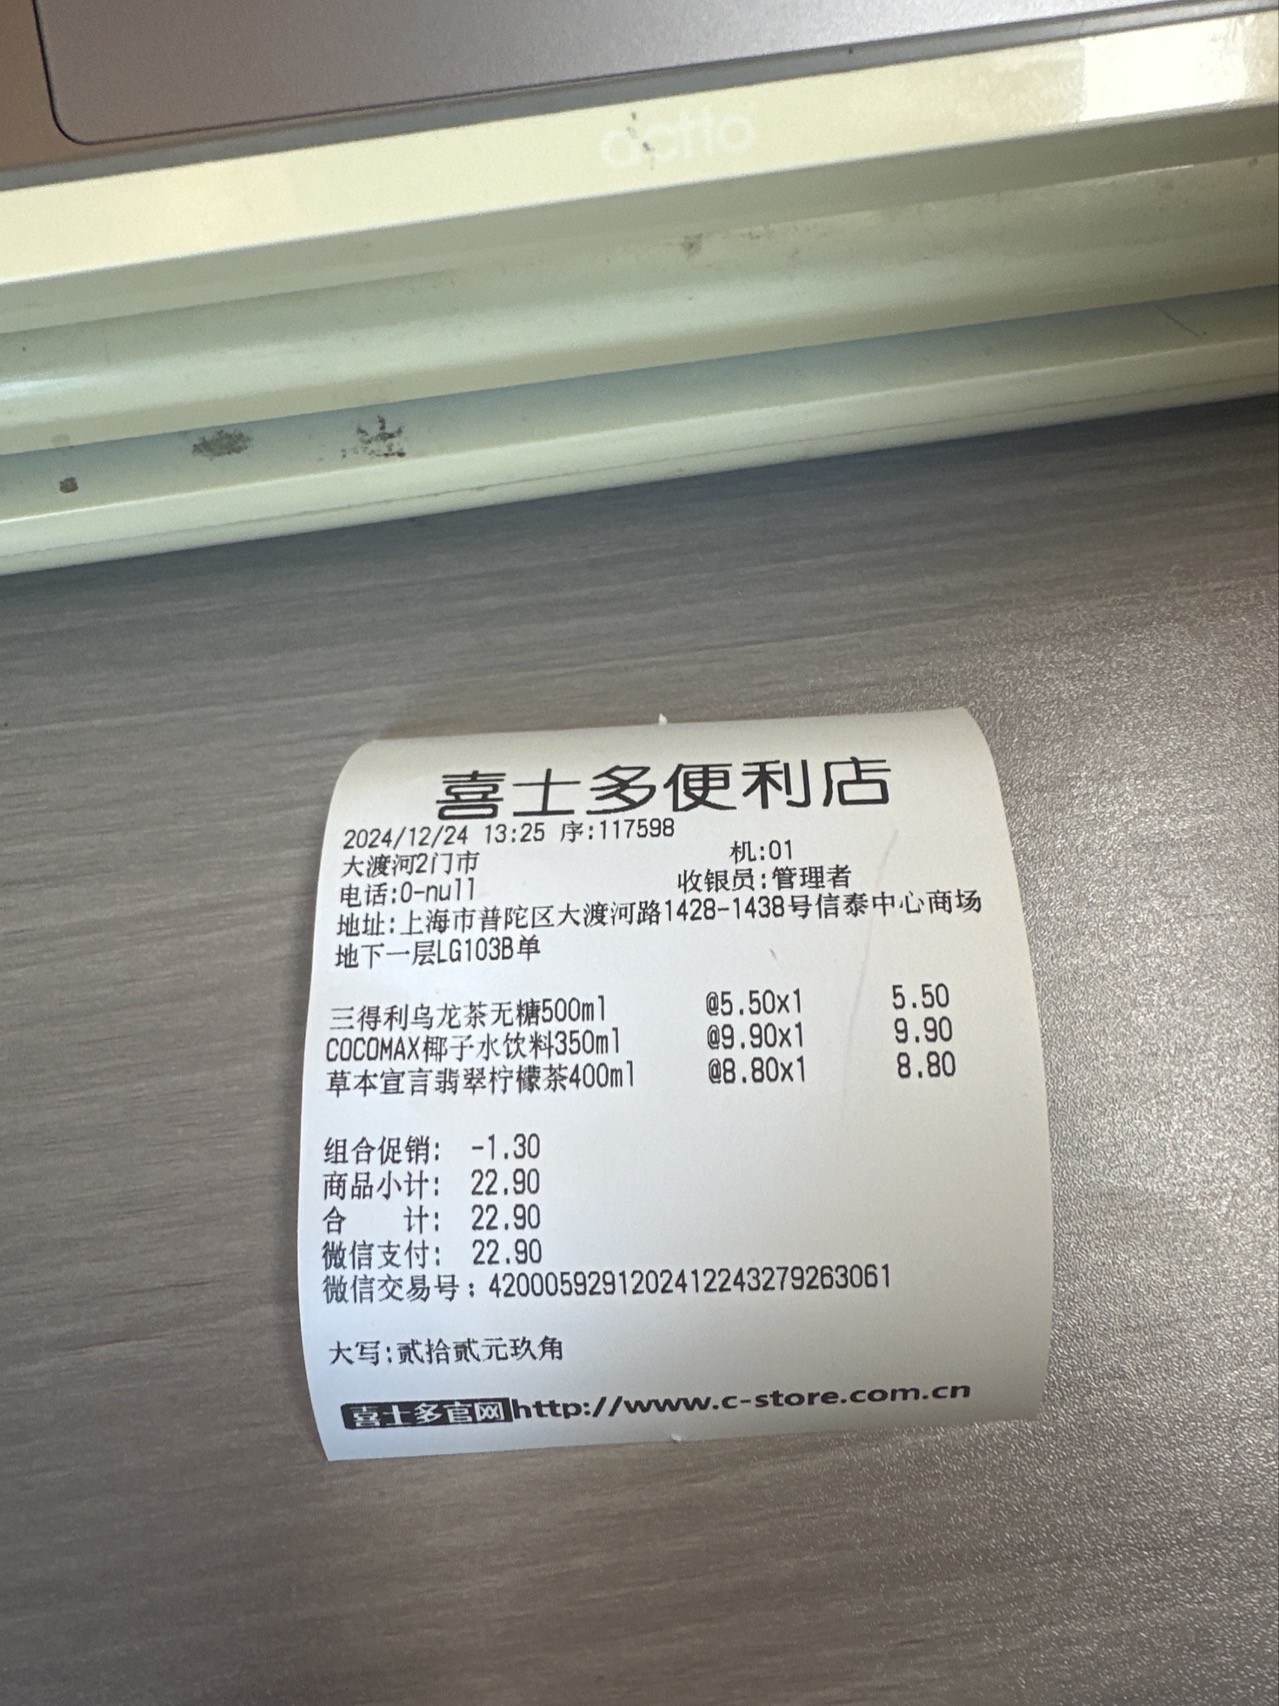 actto
喜士多便利店
2024/12/24 13:25 序:117598
大渡河2门市 机:01
电话:0-null 收银员:管理者
地址:上海市普陀区大渡河路1428-1438号信泰中心商场
地下一层LG103B单
三得利乌龙茶无糖500ml @5.50x1 5.50
COCOMAX椰子水饮料350ml @9.90x1 9.90
草本宣言翡翠柠檬茶400ml @8.80x1 8.80
组合促销: -1.30
商品小计: 22.90
合 计: 22.90
微信支付: 22.90
微信交易号: 4200059291202412243279263061
大写:贰拾贰元玖角
喜士多官网http://www.c-store.com.cn